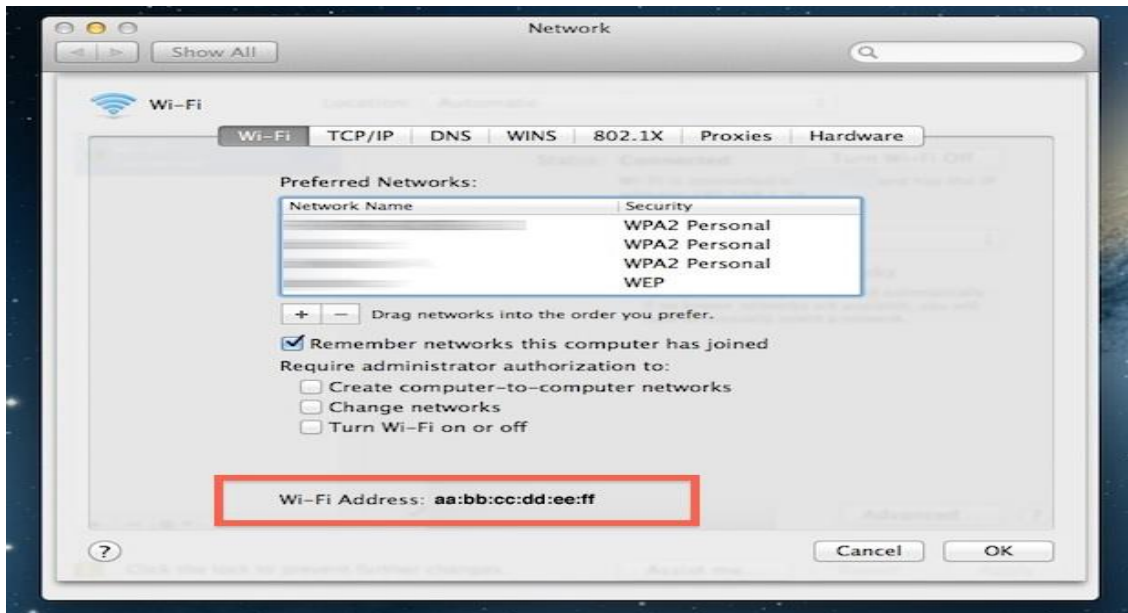 Network
Show All
Wi-Fi
Wi-Fi TCP/IP DNS WINS 802.1X Proxies Hardware
Preferred Networks:
Network Name Security
WPA2 Personal
WPA2 Personal
WPA2 Personal
WEP
+ − Drag networks into the order you prefer.
Remember networks this computer has joined
Require administrator authorization to:
Create computer-to-computer networks
Change networks
Turn Wi-Fi on or off
Wi-Fi Address: aa:bb:cc:dd:ee:ff
? Cancel OK